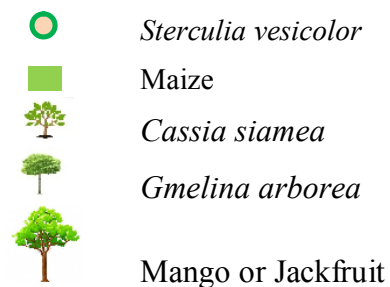 Sterculia vesicolor
Maize
Cassia siamea
Gmelina arborea
Mango or Jackfruit